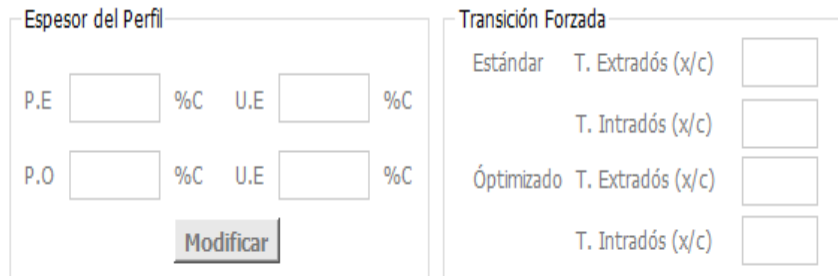 Espesor del Perfil
P.E %C U.E %C
P.O %C U.E %C
Modificar
Transición Forzada
Estándar T. Extradós (x/c)
T. Intradós (x/c)
Óptimizado T. Extradós (x/c)
T. Intradós (x/c)